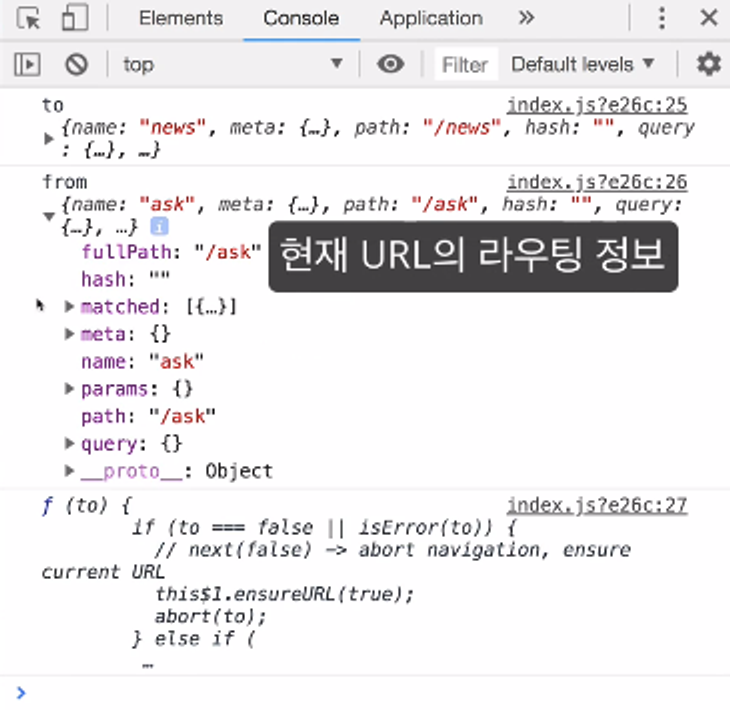 Elements Console Application »
top Filter Default levels
to index.js?e26c:25
{name: "news", meta: {…}, path: "/news", hash: "", query
: {…}, …}
from index.js?e26c:26
{name: "ask", meta: {…}, path: "/ask", hash: "", query:
{…}, …} i
fullPath: "/ask"
현재 URL의 라우팅 정보
hash: ""
matched: [{…}]
meta: {}
name: "ask"
params: {}
path: "/ask"
query: {}
__proto__: Object
ƒ (to) { index.js?e26c:27
if (to === false || isError(to)) {
// next(false) -> abort navigation, ensure
current URL
this$1.ensureURL(true);
abort(to);
} else if (
…